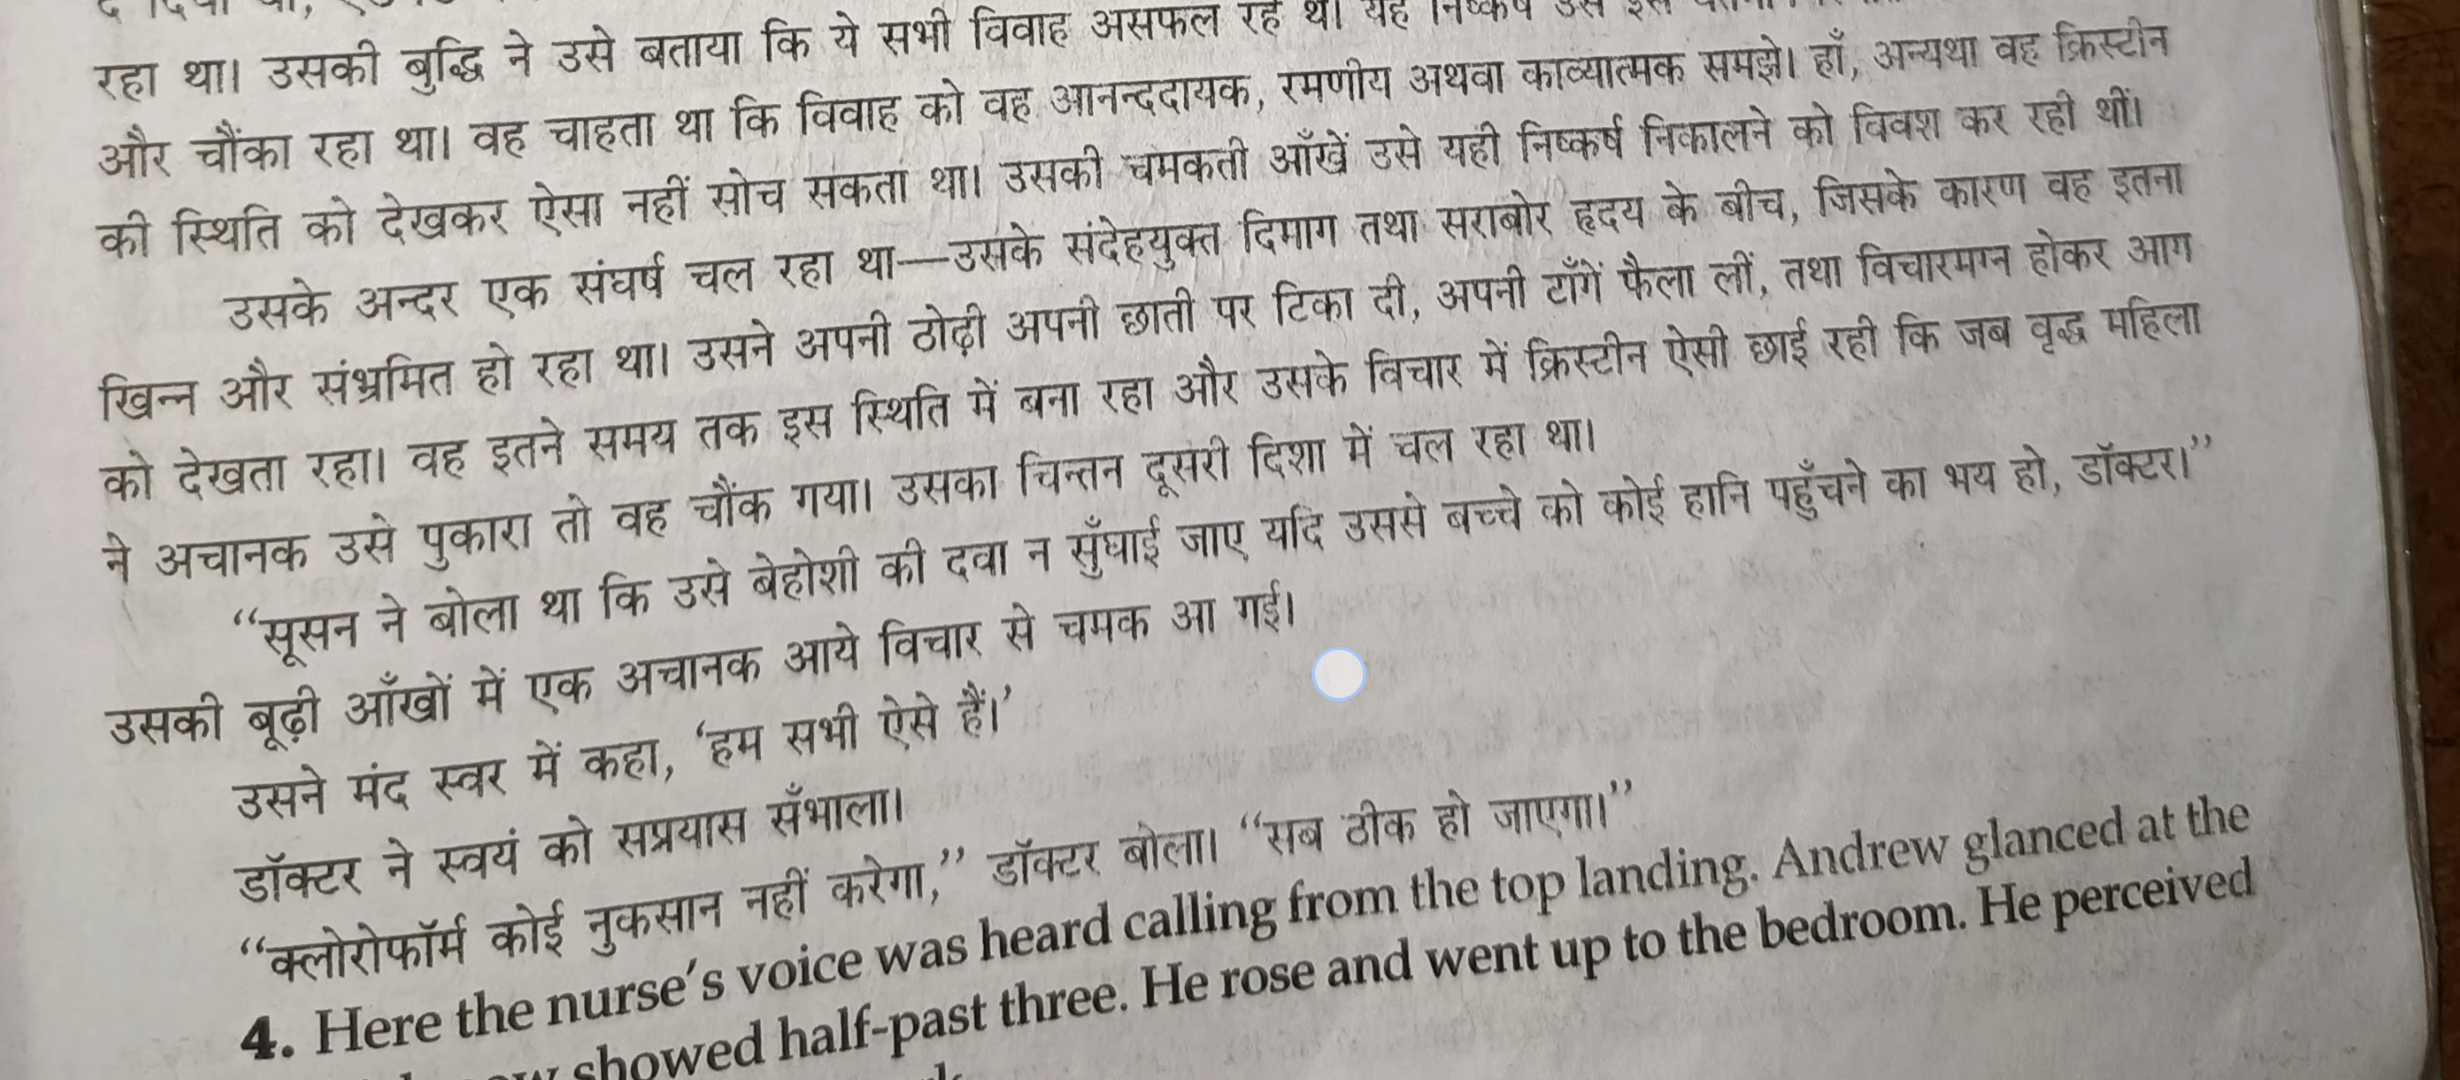 रहा था। उसकी बुद्धि ने उसे बताया कि ये सभी विवाह असफल रहे थे। यह निष्कर्ष उसे इस
और चौंका रहा था। वह चाहता था कि विवाह को वह आनन्ददायक, रमणीय अथवा काव्यात्मक समझे। हाँ, अन्यथा वह क्रिस्टीन
की स्थिति को देखकर ऐसा नहीं सोच सकता था। उसकी चमकती आँखें उसे यही निष्कर्ष निकालने को विवश कर रही थीं।
उसके अन्दर एक संघर्ष चल रहा था—उसके संदेहयुक्त दिमाग तथा सराबोर हृदय के बीच, जिसके कारण वह इतना
खिन्न और संभ्रमित हो रहा था। उसने अपनी ठोढ़ी अपनी छाती पर टिका दी, अपनी टाँगें फैला लीं, तथा विचारमग्न होकर आग
को देखता रहा। वह इतने समय तक इस स्थिति में बना रहा और उसके विचार में क्रिस्टीन ऐसी छाई रही कि जब वृद्ध महिला
ने अचानक उसे पुकारा तो वह चौंक गया। उसका चिन्तन दूसरी दिशा में चल रहा था।
“सूसन ने बोला था कि उसे बेहोशी की दवा न सुँघाई जाए यदि उससे बच्चे को कोई हानि पहुँचने का भय हो, डॉक्टर।”
उसकी बूढ़ी आँखों में एक अचानक आये विचार से चमक आ गई।
उसने मंद स्वर में कहा, ‘हम सभी ऐसे हैं।’
डॉक्टर ने स्वयं को सप्रयास सँभाला।
“क्लोरोफॉर्म कोई नुकसान नहीं करेगा,” डॉक्टर बोला। “सब ठीक हो जाएगा।”
4. Here the nurse’s voice was heard calling from the top landing. Andrew glanced at the
showed half-past three. He rose and went up to the bedroom. He perceived